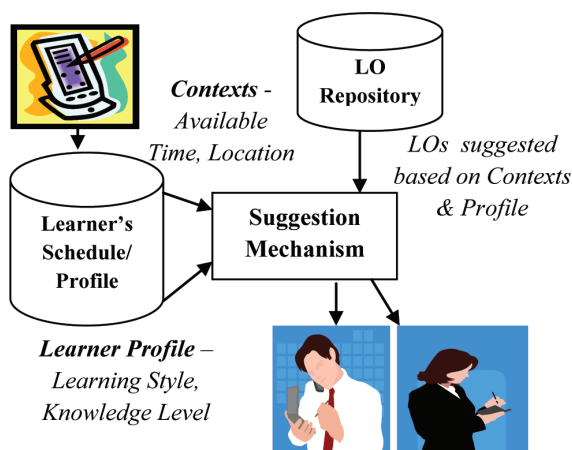 Contexts -
Available
Time, Location
LO
Repository
LOs suggested
based on Contexts
& Profile
Learner's
Schedule/
Profile
Suggestion
Mechanism
Learner Profile –
Learning Style,
Knowledge Level